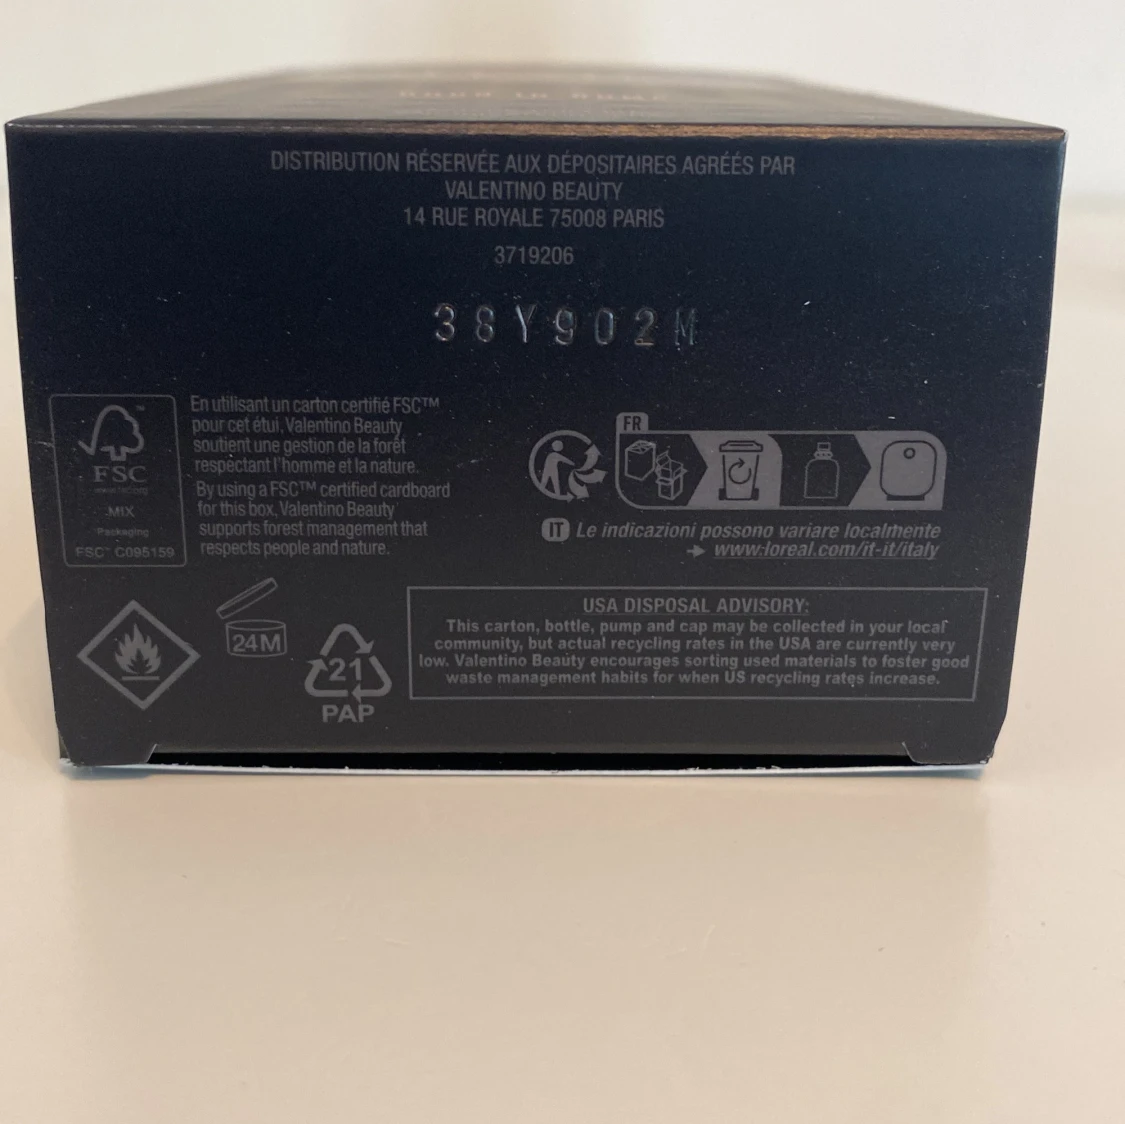 DISTRIBUTION RÉSERVÉE AUX DÉPOSITAIRES AGRÉÉS PAR
VALENTINO BEAUTY
14 RUE ROYALE 75008 PARIS
3719206
38Y902M
FSC
www.fsc.org
MIX
Packaging
FSC™ C095159
En utilisant un carton certifié FSC™
pour cet étui, Valentino Beauty
soutient une gestion de la forêt
respectant l'homme et la nature.
By using a FSC™ certified cardboard
for this box, Valentino Beauty
supports forest management that
respects people and nature.
FR
IT Le indicazioni possono variare localmente
➔ www.loreal.com/it-it/italy
24M
21
PAP
USA DISPOSAL ADVISORY:
This carton, bottle, pump and cap may be collected in your local
community, but actual recycling rates in the USA are currently very
low. Valentino Beauty encourages sorting used materials to foster good
waste management habits for when US recycling rates increase.